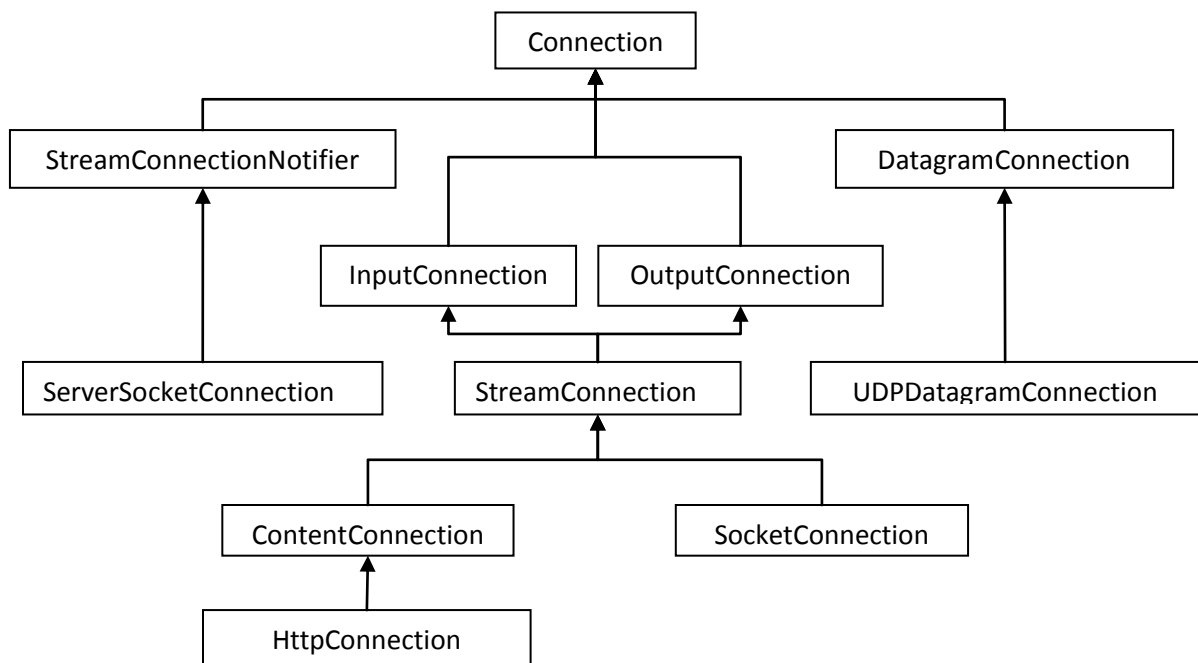 Connection
StreamConnectionNotifier
DatagramConnection
InputConnection
OutputConnection
ServerSocketConnection
StreamConnection
UDPDatagramConnection
ContentConnection
SocketConnection
HttpConnection